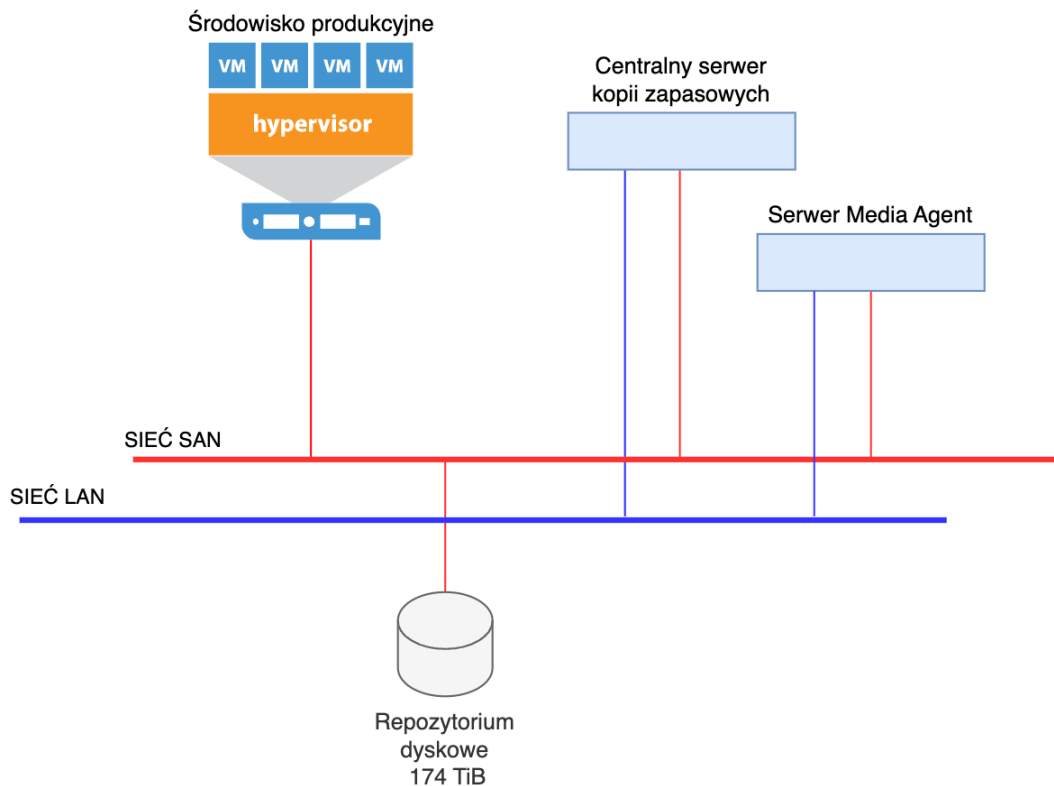 Środowisko produkcyjne
VM VM VM VM
hypervisor
Centralny serwer
kopii zapasowych
Serwer Media Agent
SIEĆ SAN
SIEĆ LAN
Repozytorium
dyskowe
174 TiB